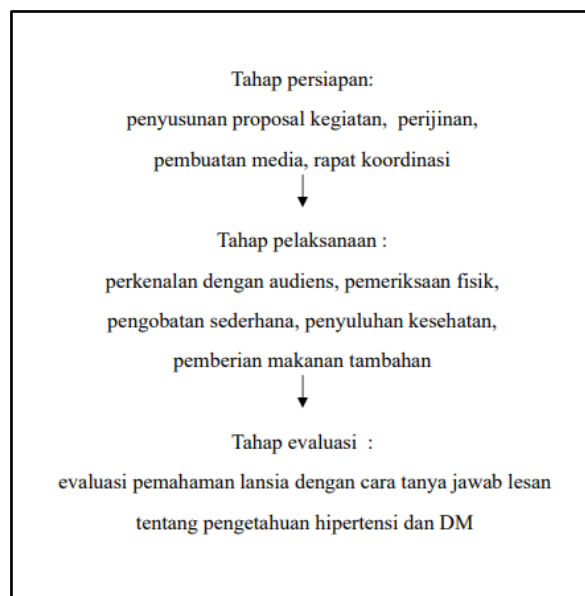 Tahap persiapan:
penyusunan proposal kegiatan, perijinan,
pembuatan media, rapat koordinasi
Tahap pelaksanaan :
perkenalan dengan audiens, pemeriksaan fisik,
pengobatan sederhana, penyuluhan kesehatan,
pemberian makanan tambahan
Tahap evaluasi :
evaluasi pemahaman lansia dengan cara tanya jawab lesan
tentang pengetahuan hipertensi dan DM